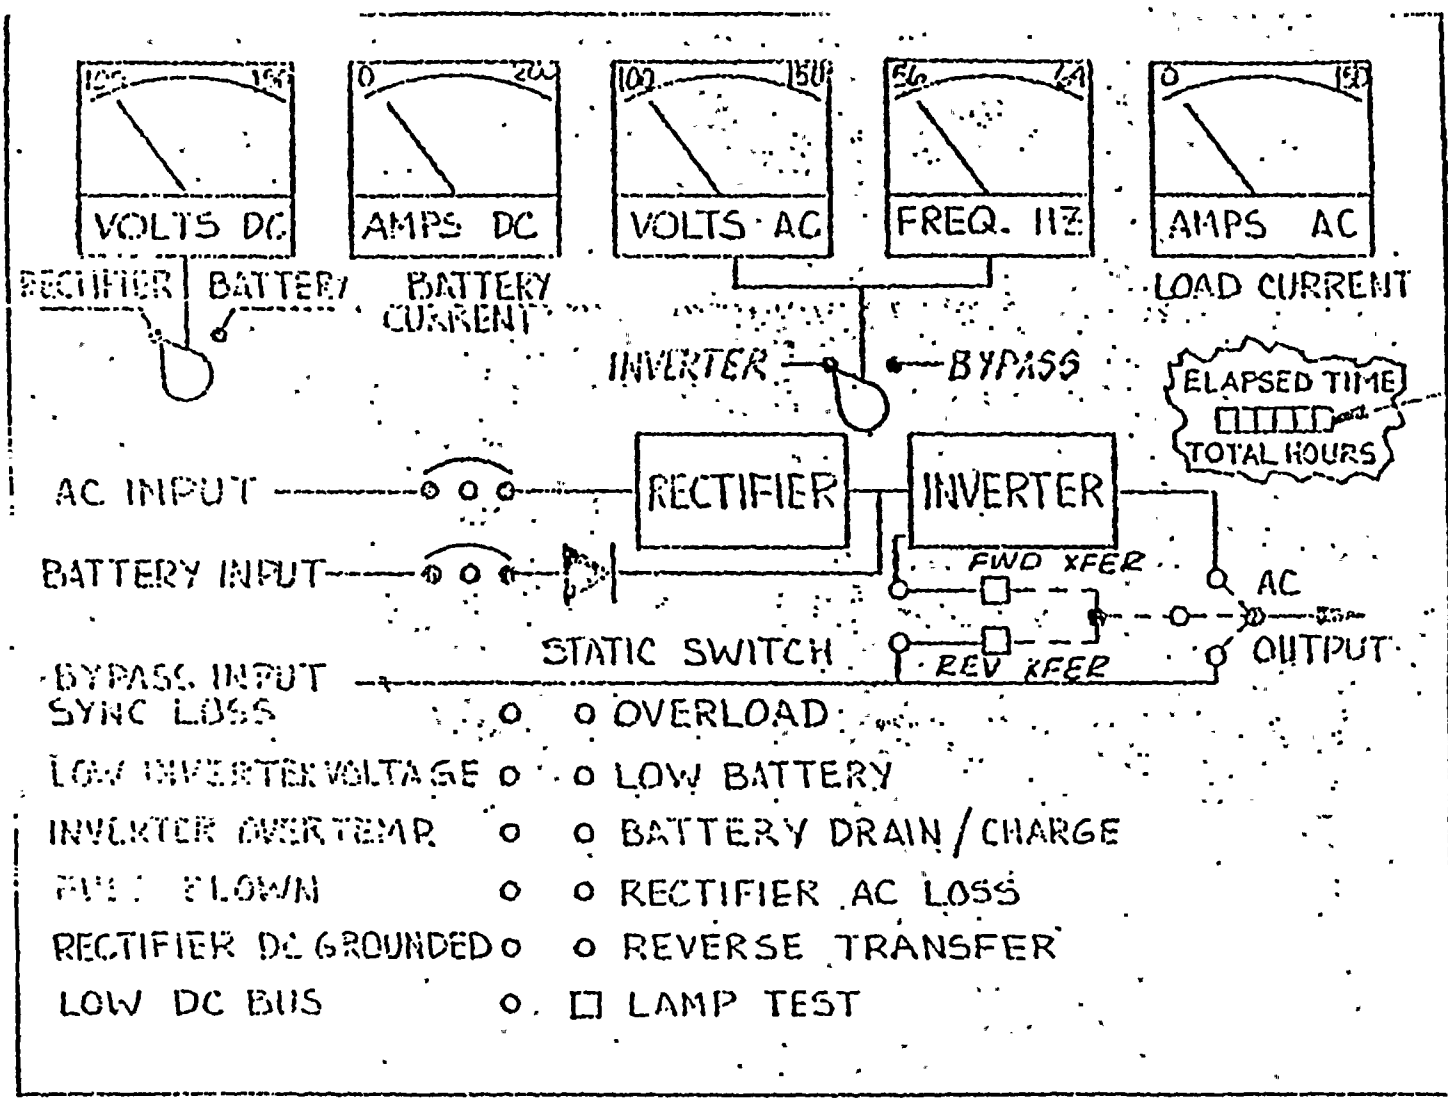 100
0 200
100 150
56 64
0 150
VOLTS DC
AMPS DC
VOLTS AC
FREQ. HZ
AMPS AC
RECTIFIER BATTERY
BATTERY
CURRENT
LOAD CURRENT
INVERTER
BYPASS
ELAPSED TIME
TOTAL HOURS
AC INPUT
RECTIFIER
INVERTER
BATTERY INPUT
FWD XFER
AC
OUTPUT
STATIC SWITCH
REV XFER
BYPASS INPUT
SYNC LOSS
OVERLOAD
LOW INVERTER VOLTAGE
LOW BATTERY
INVERTER OVERTEMP.
BATTERY DRAIN/CHARGE
BLOWN
RECTIFIER AC LOSS
RECTIFIER DC GROUNDED
REVERSE TRANSFER
LOW DC BUS
LAMP TEST